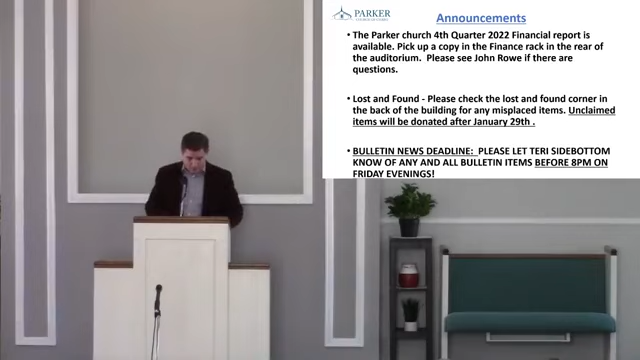 PARKER
Announcements
• The Parker church 4th Quarter 2022 Financial report is
available. Pick up a copy in the Finance rack in the rear of
the auditorium. Please see John Rowe if there are
questions.
• Lost and Found - Please check the lost and found corner in
the back of the building for any misplaced items. Unclaimed
items will be donated after January 29th .
• BULLETIN NEWS DEADLINE: PLEASE LET TERI SIDEBOTTOM
KNOW OF ANY AND ALL BULLETIN ITEMS BEFORE 8PM ON
FRIDAY EVENINGS!